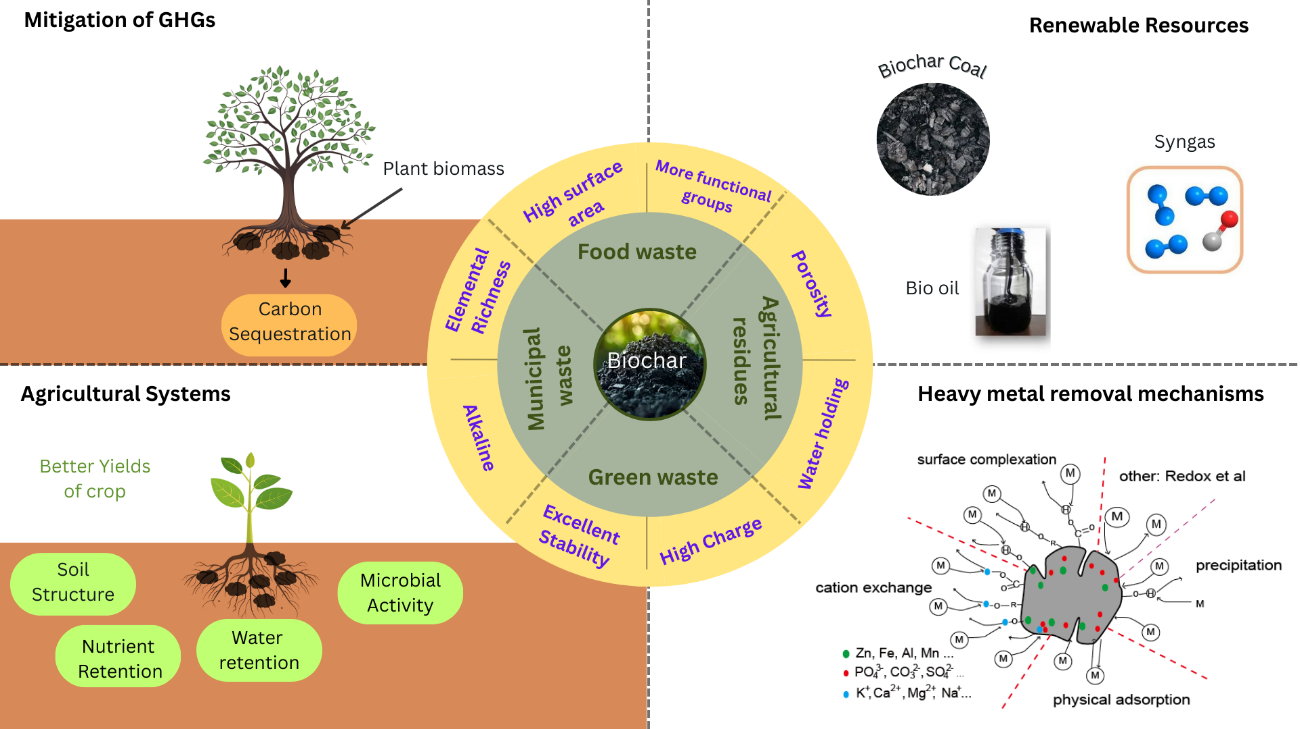 Mitigation of GHGs
Plant biomass
Carbon
Sequestration
Renewable Resources
Biochar Coal
Syngas
Bio oil
High surface
area
More functional
groups
Elemental
Richness
Porosity
Alkaline
Water holding
Excellent
Stability
High Charge
Food waste
Municipal
waste
Agricultural
residues
Green waste
Biochar
Agricultural Systems
Better Yields
of crop
Soil
Structure
Nutrient
Retention
Water
retention
Microbial
Activity
Heavy metal removal mechanisms
surface complexation
other: Redox et al
precipitation
cation exchange
physical adsorption
M
M
M
M
M
M
M
M
M
M
M
M
M
M
H
H
H
H
O
C
O
O
R
O
O
C
O
O
R
O
O
Zn, Fe, Al, Mn ...
PO₄³⁻, CO₃²⁻, SO₄²⁻ ...
K⁺, Ca²⁺, Mg²⁺, Na⁺...